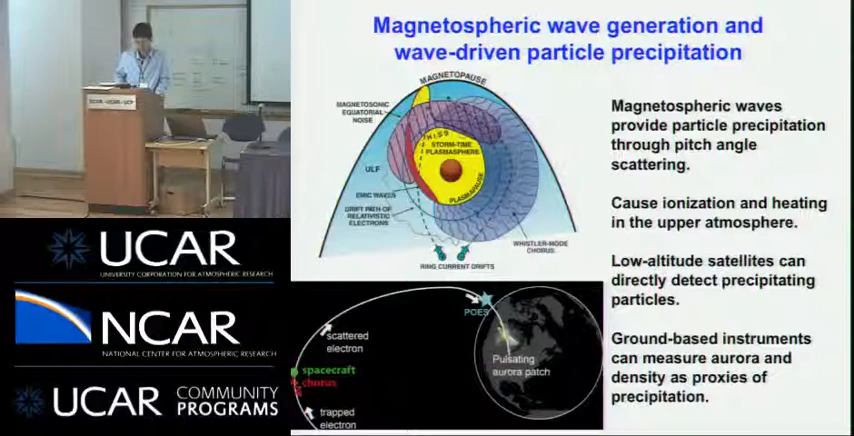 Magnetospheric wave generation and
wave-driven particle precipitation
MAGNETOPAUSE
MAGNETOSONIC
EQUATORIAL
NOISE
HISS
STORM-TIME
PLASMASPHERE
ULF
EMIC WAVES
PLASMAPAUSE
DRIFT PATH OF
RELATIVISTIC
ELECTRONS
WHISTLER-MODE
CHORUS
RING CURRENT DRIFTS
Magnetospheric waves
provide particle precipitation
through pitch angle
scattering.
Cause ionization and heating
in the upper atmosphere.
Low-altitude satellites can
directly detect precipitating
particles.
Ground-based instruments
can measure aurora and
density as proxies of
precipitation.
POES
scattered
electron
Pulsating
aurora patch
spacecraft
chorus
trapped
electron
NCAR · UCAR · UCP
UCAR
UNIVERSITY CORPORATION FOR ATMOSPHERIC RESEARCH
NCAR
NATIONAL CENTER FOR ATMOSPHERIC RESEARCH
UCAR COMMUNITY
PROGRAMS